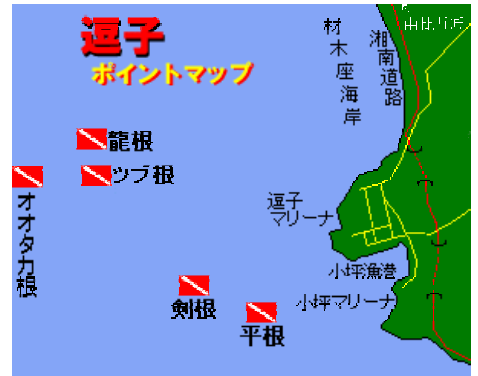 逗子
ポイントマップ
材木座海岸
湘南道路
龍根
ツブ根
オオタカ根
逗子
マリーナ
小坪漁港
小坪マリーナ
剣根
平根